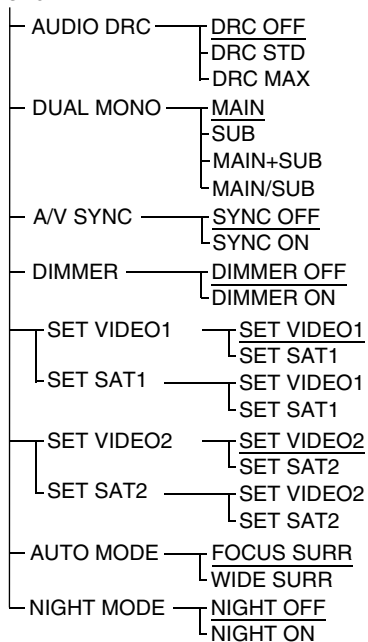 AUDIO DRC DRC OFF
DRC STD
DRC MAX
DUAL MONO MAIN
SUB
MAIN+SUB
MAIN/SUB
A/V SYNC SYNC OFF
SYNC ON
DIMMER DIMMER OFF
DIMMER ON
SET VIDEO1 SET VIDEO1
SET SAT1
SET SAT1 SET VIDEO1
SET SAT1
SET VIDEO2 SET VIDEO2
SET SAT2
SET SAT2 SET VIDEO2
SET SAT2
AUTO MODE FOCUS SURR
WIDE SURR
NIGHT MODE NIGHT OFF
NIGHT ON